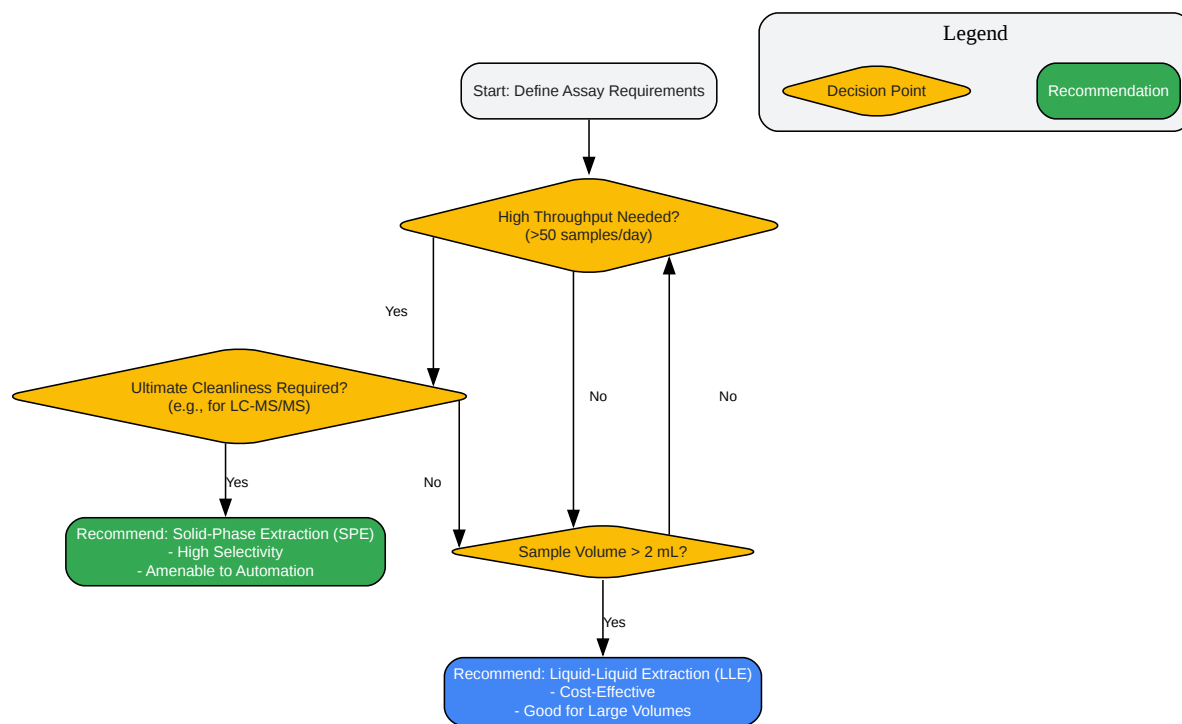 Legend
Start: Define Assay Requirements
Decision Point
Recommendation
High Throughput Needed?
(>50 samples/day)
Yes
Ultimate Cleanliness Required?
(e.g., for LC-MS/MS)
No
No
Yes
No
Recommend: Solid-Phase Extraction (SPE)
- High Selectivity
- Amenable to Automation
Sample Volume > 2 mL?
Yes
Recommend: Liquid-Liquid Extraction (LLE)
- Cost-Effective
- Good for Large Volumes